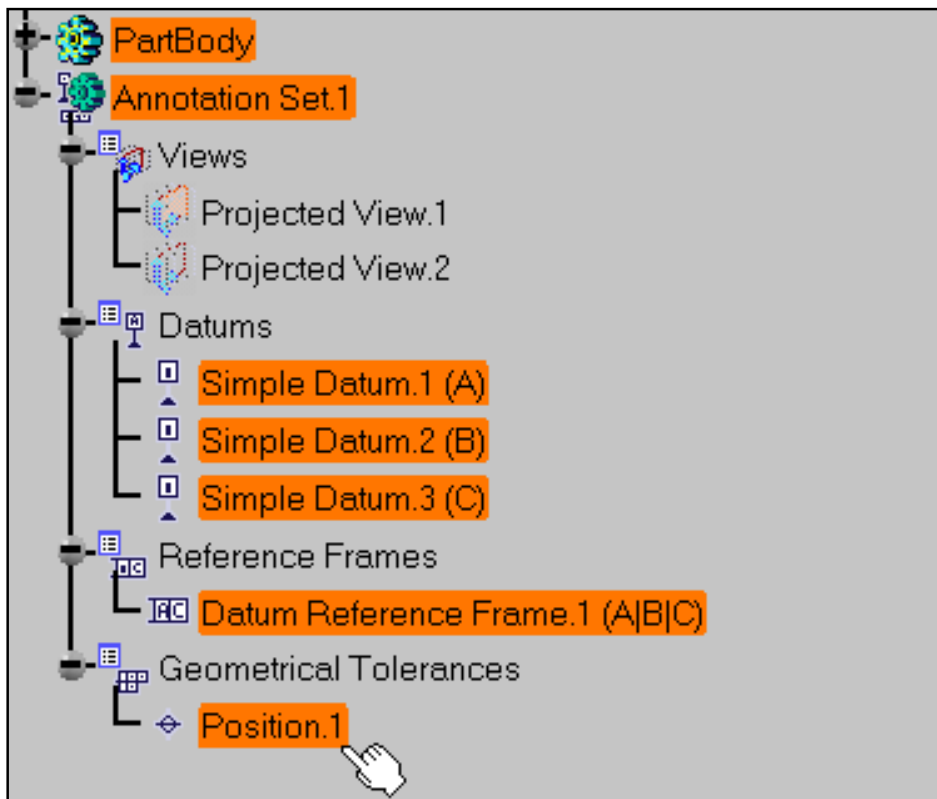 PartBody
Annotation Set.1
Views
Projected View.1
Projected View.2
Datums
Simple Datum.1 (A)
Simple Datum.2 (B)
Simple Datum.3 (C)
Reference Frames
Datum Reference Frame.1 (A|B|C)
Geometrical Tolerances
Position.1